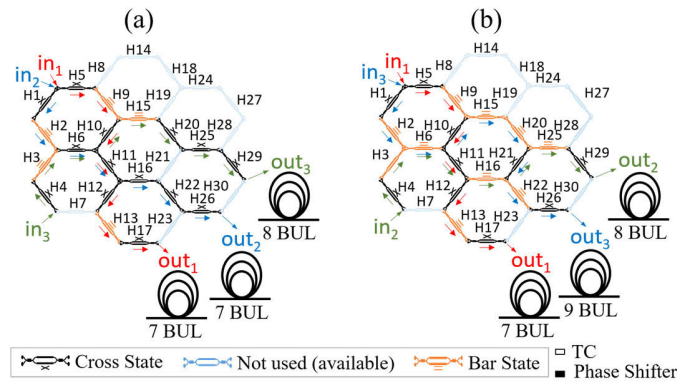 (a)
in1
in2
H5
H8
H14
H18
H24
H1
H9
H19
H15
H27
H2
H10
H20
H28
H6
H25
H3
H11
H21
H29
H16
out3
H4
H12
H22
H30
H7
H26
in3
H13
H23
H17
out2
out1
8 BUL
7 BUL
7 BUL
(b)
in1
in3
H5
H8
H14
H18
H24
H1
H9
H19
H15
H27
H2
H10
H20
H28
H6
H25
H3
H11
H21
H29
H16
out2
H4
H12
H22
H30
H7
H26
in2
H13
H23
H17
out3
out1
8 BUL
9 BUL
7 BUL
Cross State
Not used (available)
Bar State
TC
Phase Shifter